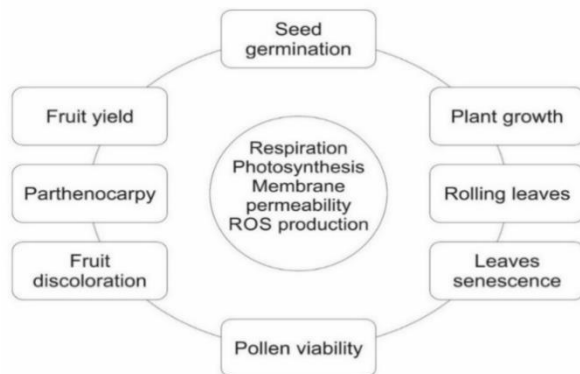 Seed
germination
Fruit yield
Plant growth
Respiration
Photosynthesis
Membrane
permeability
ROS production
Parthenocarpy
Rolling leaves
Fruit
discoloration
Leaves
senescence
Pollen viability